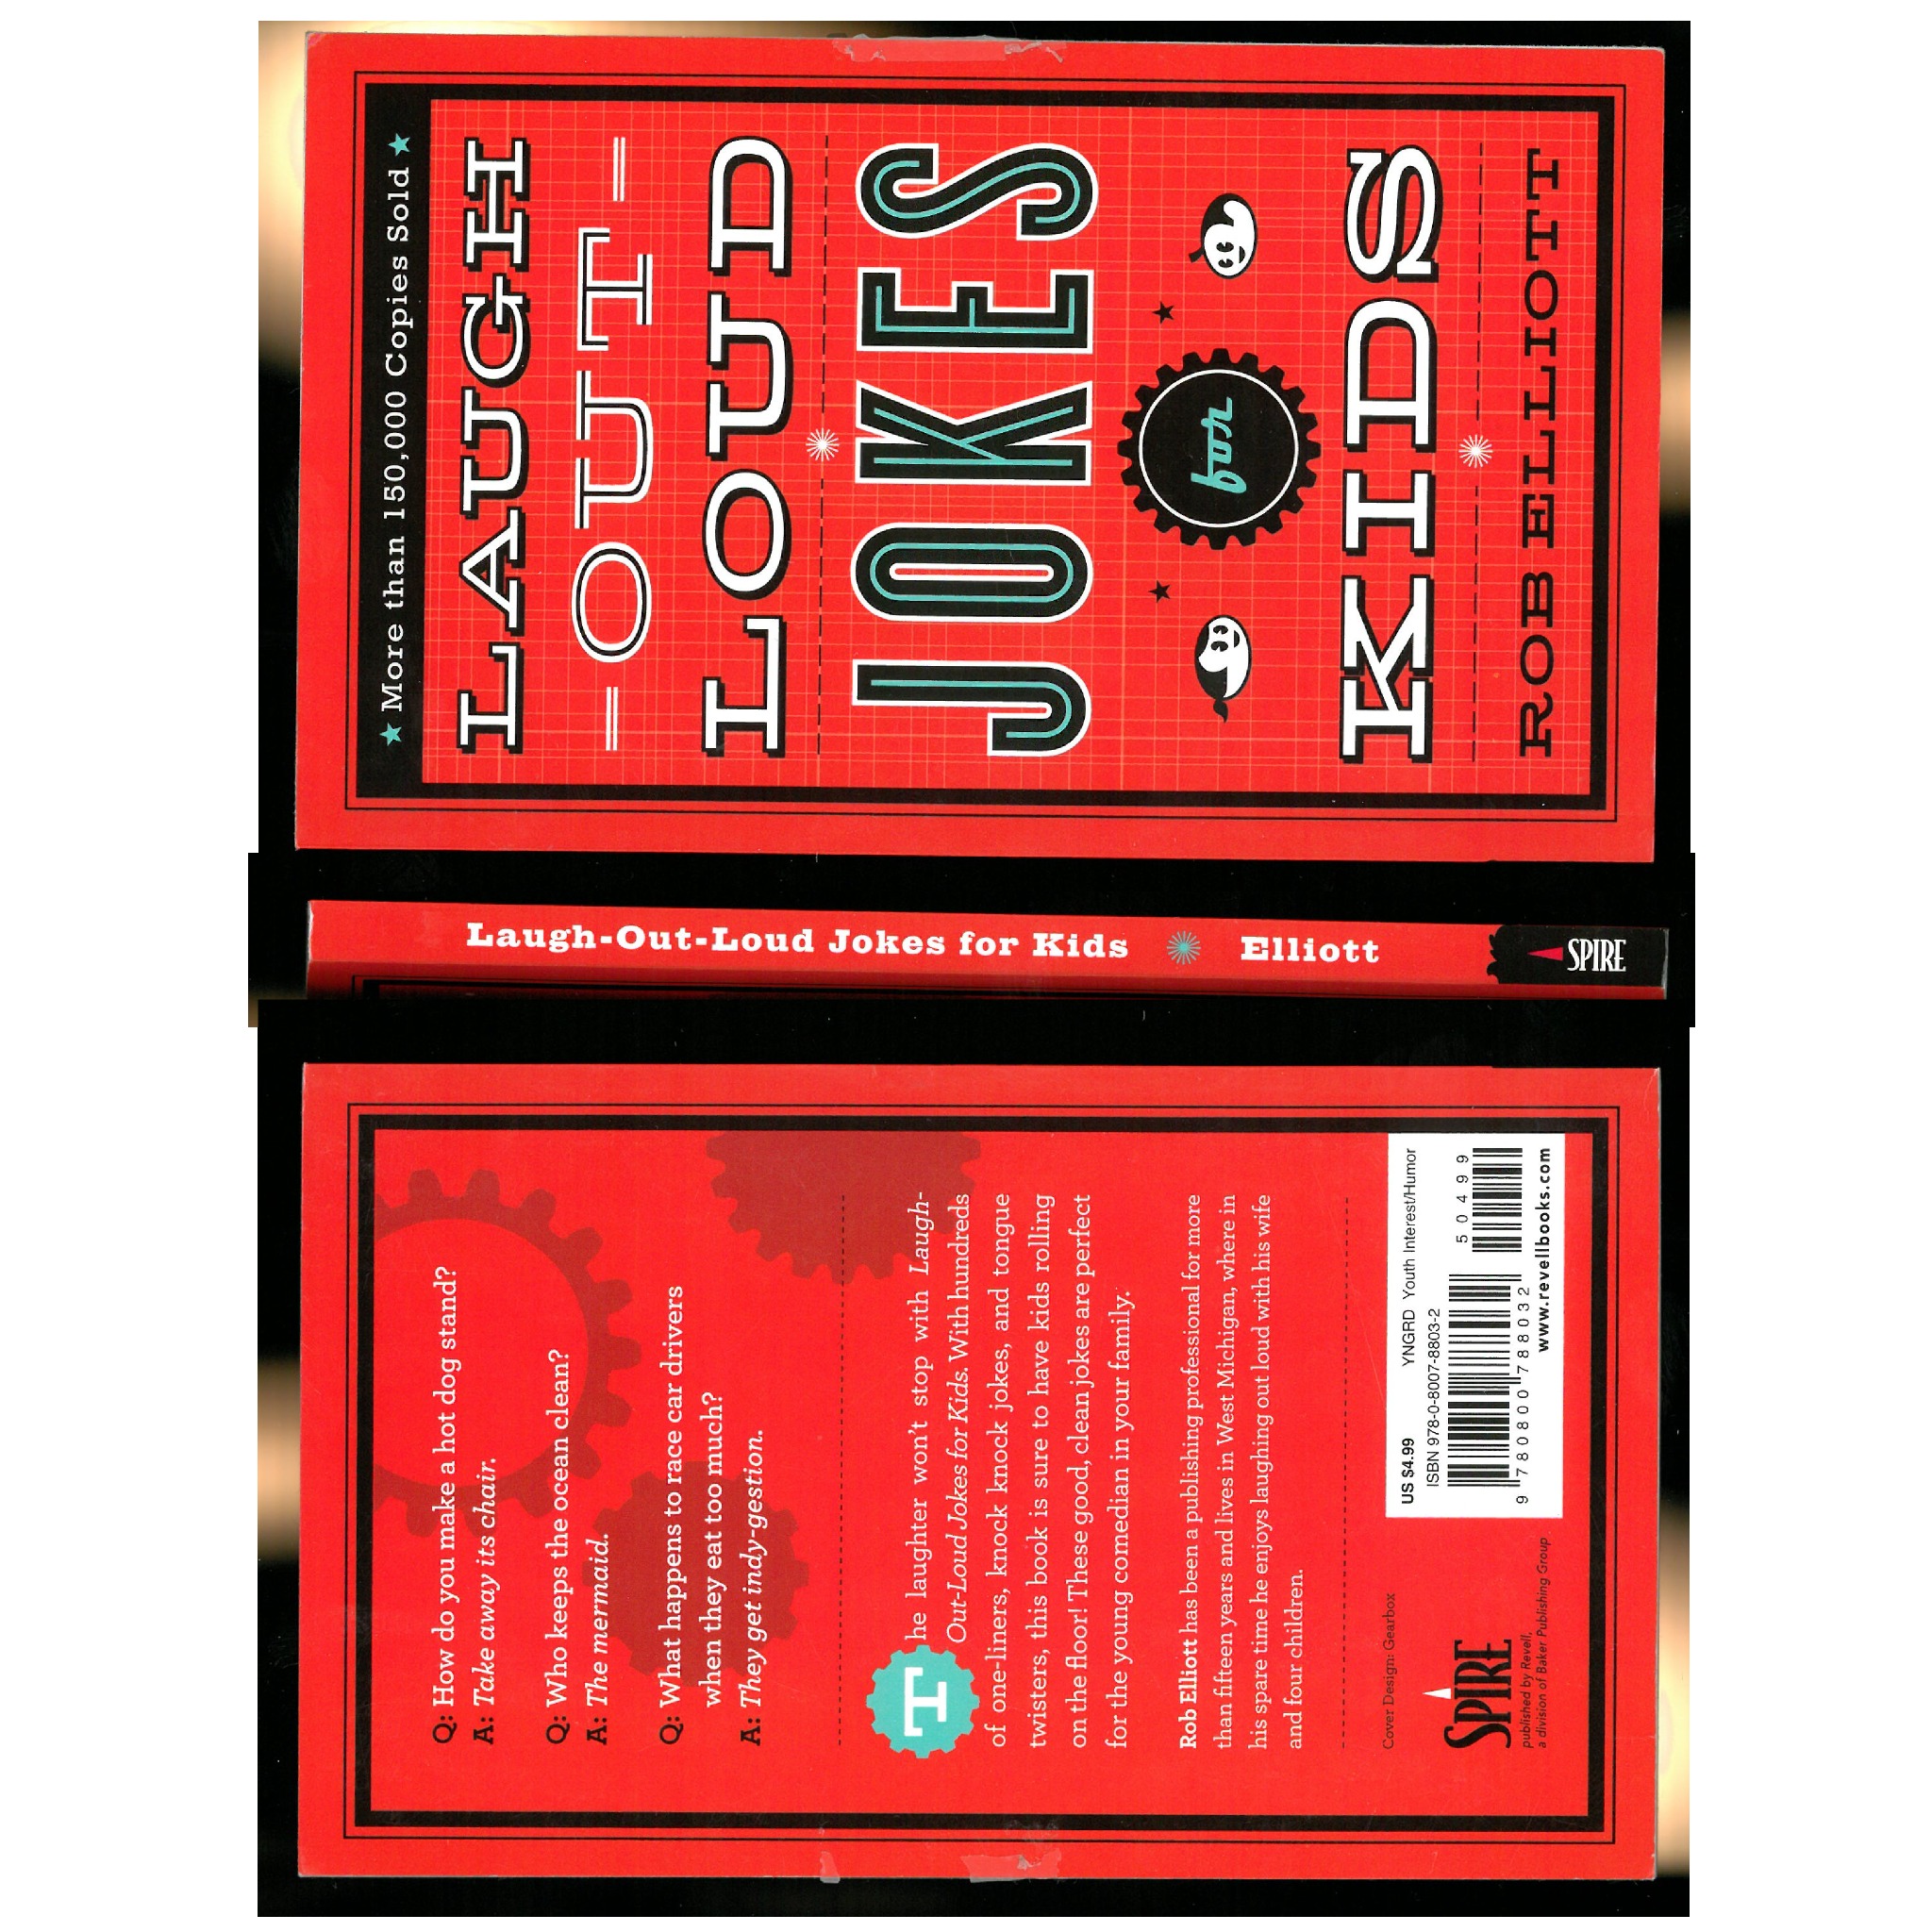 ★ More than 150,000 Copies Sold ★
LAUGH
OUT
LOUD
JOKES
for
KIDS
ROB ELLIOTT
Laugh-Out-Loud Jokes for Kids Elliott SPIRE
Q: How do you make a hot dog stand?
A: Take away its chair.
Q: Who keeps the ocean clean?
A: The mermaid.
Q: What happens to race car drivers
when they eat too much?
A: They get indy-gestion.
The laughter won't stop with Laugh-
Out-Loud Jokes for Kids. With hundreds
of one-liners, knock knock jokes, and tongue
twisters, this book is sure to have kids rolling
on the floor! These good, clean jokes are perfect
for the young comedian in your family.
Rob Elliott has been a publishing professional for more
than fifteen years and lives in West Michigan, where in
his spare time he enjoys laughing out loud with his wife
and four children.
Cover Design: Gearbox
SPIRE
published by Revell,
a division of Baker Publishing Group
US $4.99 YNGRD Youth Interest/Humor
ISBN 978-0-8007-8803-2
50499
9 780800 788032
www.revellbooks.com